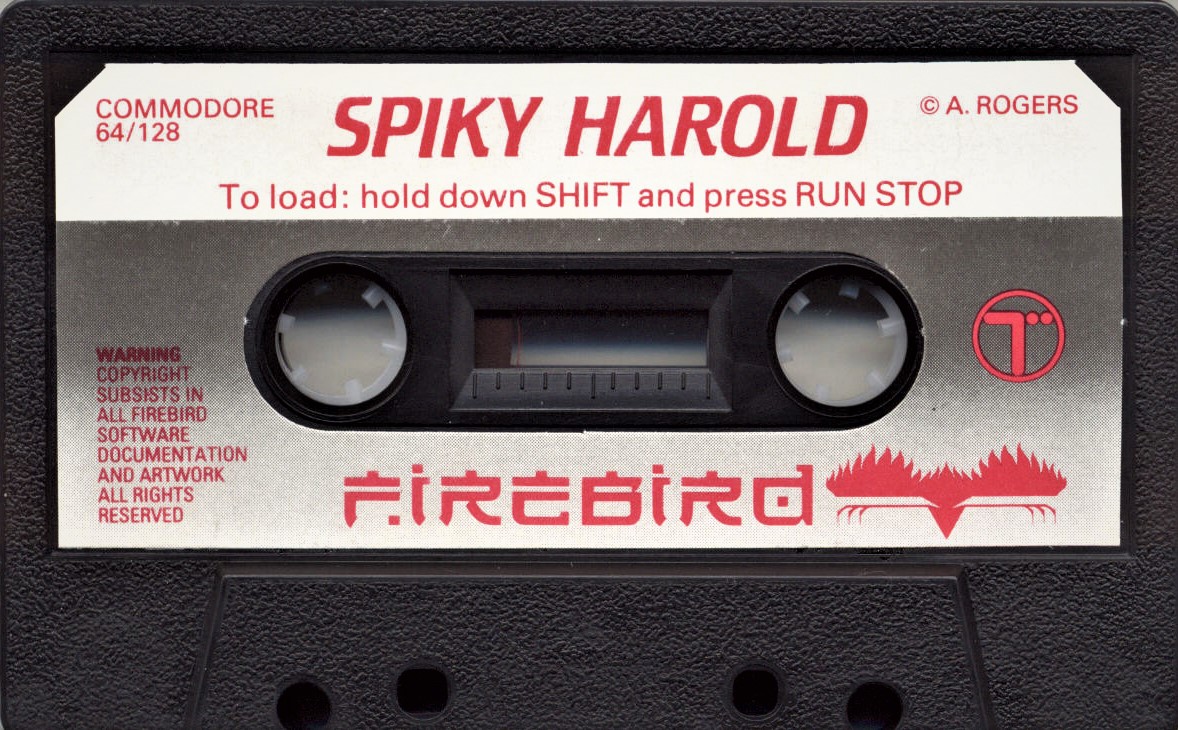 COMMODORE
64/128
SPIKY HAROLD
© A. ROGERS
To load: hold down SHIFT and press RUN STOP
WARNING
COPYRIGHT
SUBSISTS IN
ALL FIREBIRD
SOFTWARE
DOCUMENTATION
AND ARTWORK
ALL RIGHTS
RESERVED
T
FIREBIRD